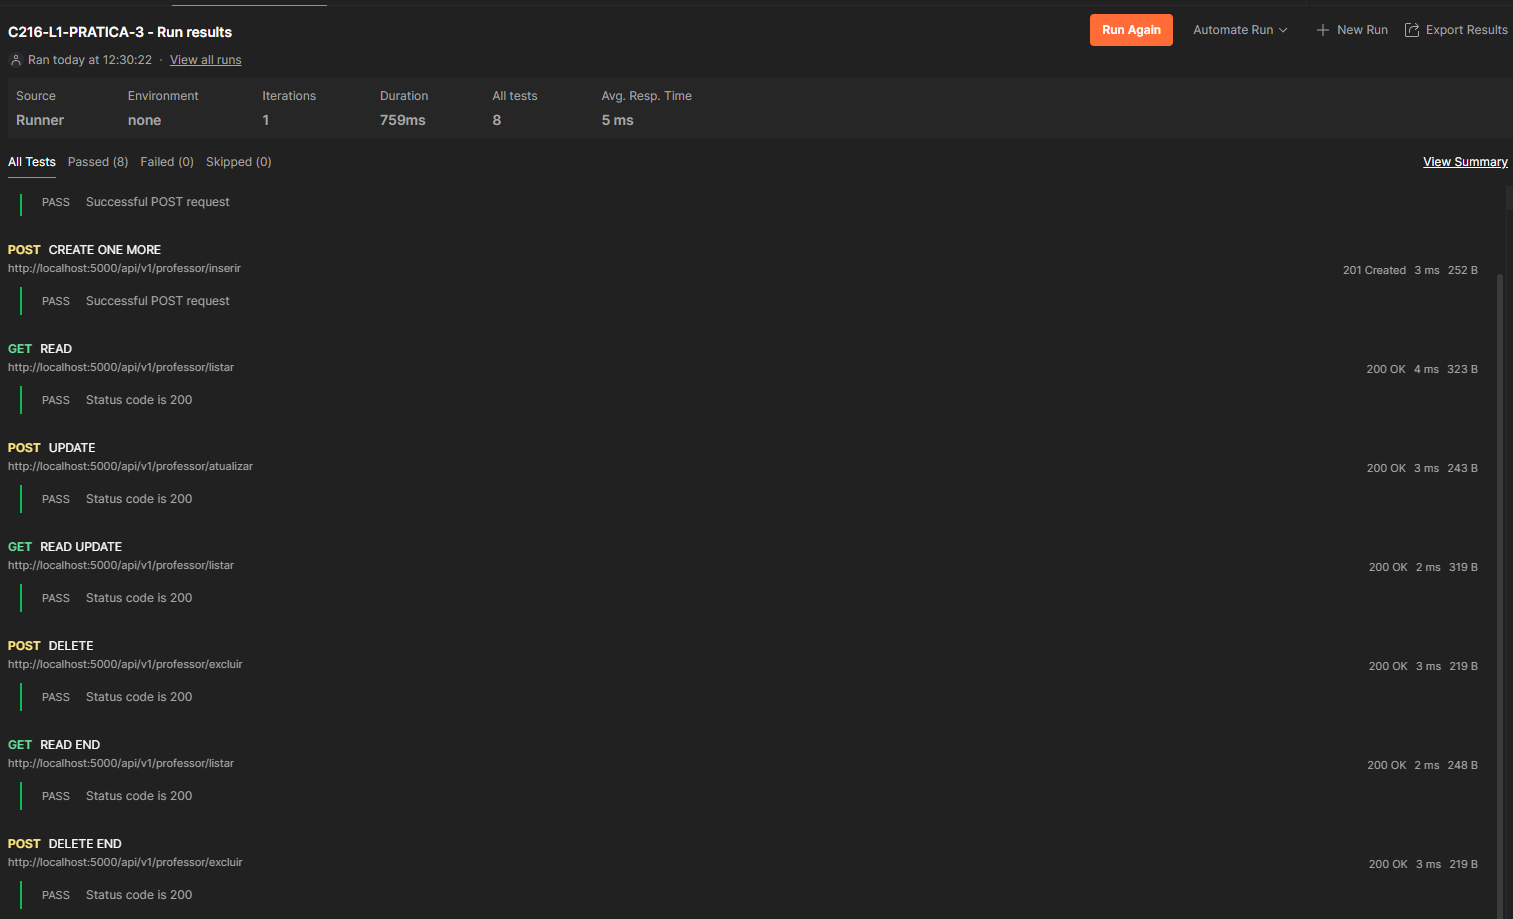 C216-L1-PRATICA-3 - Run results
Run Again Automate Run New Run Export Results
Ran today at 12:30:22 · View all runs
Source Environment Iterations Duration All tests Avg. Resp. Time
Runner none 1 759ms 8 5 ms
All Tests Passed (8) Failed (0) Skipped (0) View Summary
PASS Successful POST request
POST CREATE ONE MORE
http://localhost:5000/api/v1/professor/inserir
201 Created 3 ms 252 B
PASS Successful POST request
GET READ
http://localhost:5000/api/v1/professor/listar
200 OK 4 ms 323 B
PASS Status code is 200
POST UPDATE
http://localhost:5000/api/v1/professor/atualizar
200 OK 3 ms 243 B
PASS Status code is 200
GET READ UPDATE
http://localhost:5000/api/v1/professor/listar
200 OK 2 ms 319 B
PASS Status code is 200
POST DELETE
http://localhost:5000/api/v1/professor/excluir
200 OK 3 ms 219 B
PASS Status code is 200
GET READ END
http://localhost:5000/api/v1/professor/listar
200 OK 2 ms 248 B
PASS Status code is 200
POST DELETE END
http://localhost:5000/api/v1/professor/excluir
200 OK 3 ms 219 B
PASS Status code is 200